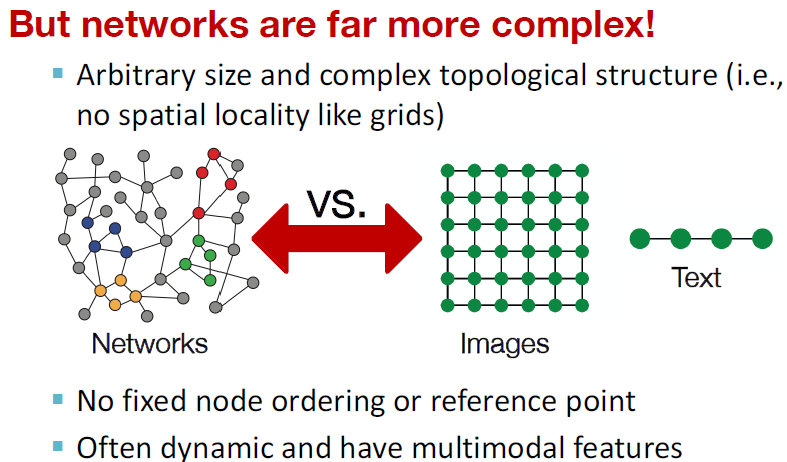 But networks are far more complex!
▪ Arbitrary size and complex topological structure (i.e.,
no spatial locality like grids)
VS.
Text
Networks
Images
▪ No fixed node ordering or reference point
▪ Often dynamic and have multimodal features